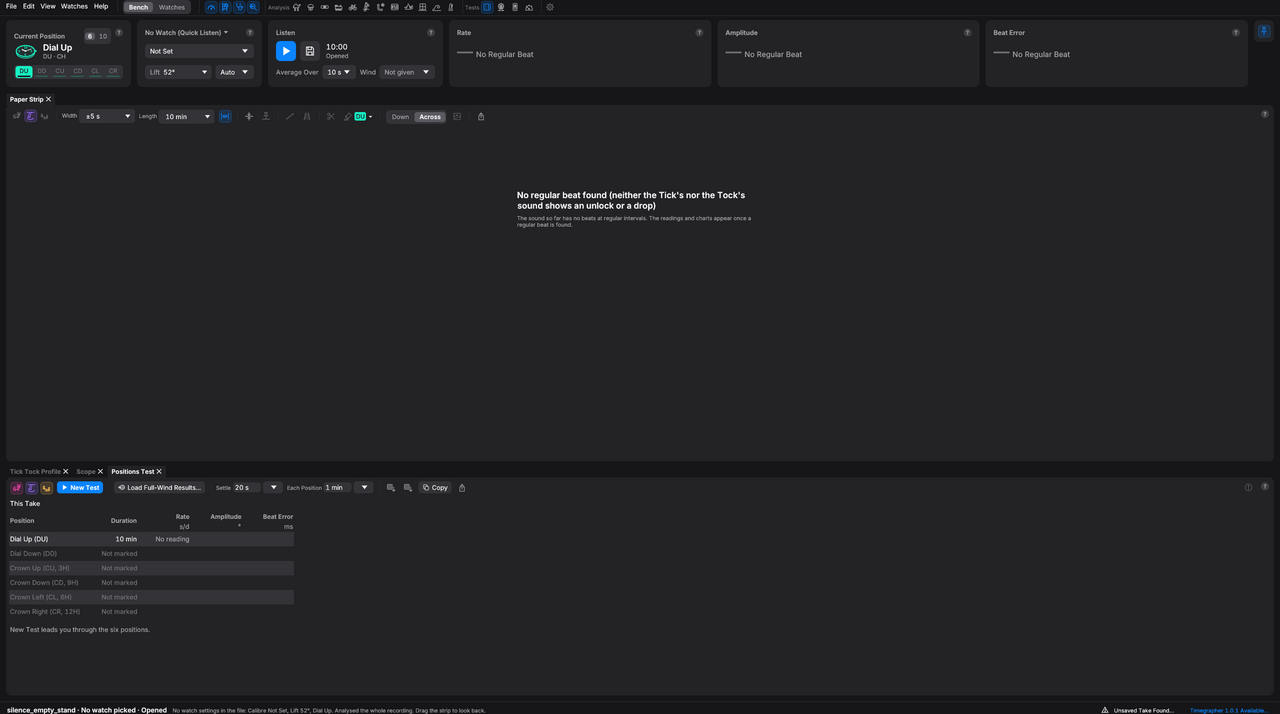 File Edit View Watches Help Bench Watches Analysis Tests
Current Position 6 10
Dial Up
DU · CH
DU DD CU CD CL CR
No Watch (Quick Listen)
Not Set
Lift 52° Auto
Listen
10:00
Opened
Average Over 10 s Wind Not given
Rate
No Regular Beat
Amplitude
No Regular Beat
Beat Error
No Regular Beat
Paper Strip
Width ±5 s Length 10 min DU Down Across
No regular beat found (neither the Tick's nor the Tock's
sound shows an unlock or a drop)
The sound so far has no beats at regular intervals. The readings and charts appear once a
regular beat is found.
Tick Tock Profile Scope Positions Test
New Test Load Full-Wind Results... Settle 20 s Each Position 1 min Copy
This Take
Position Duration Rate Amplitude Beat Error
s/d ° ms
Dial Up (DU) 10 min No reading
Dial Down (DD) Not marked
Crown Up (CU, 3H) Not marked
Crown Down (CD, 9H) Not marked
Crown Left (CL, 6H) Not marked
Crown Right (CR, 12H) Not marked
New Test leads you through the six positions.
silence_empty_stand · No watch picked · Opened No watch settings in the file: Calibre Not Set, Lift 52°, Dial Up. Analysed the whole recording. Drag the strip to look back. Unsaved Take Found... Timegrapher 1.0.1 Available...